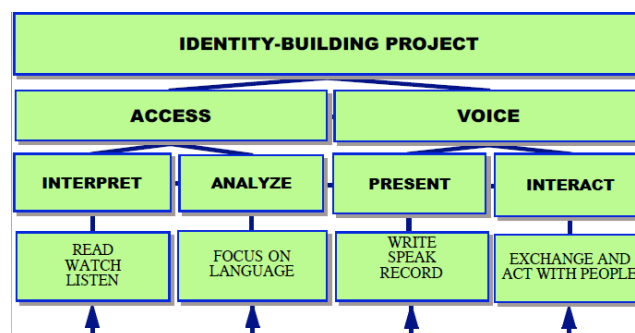 IDENTITY-BUILDING PROJECT
ACCESS
VOICE
INTERPRET
ANALYZE
PRESENT
INTERACT
READ
WATCH
LISTEN
FOCUS ON
LANGUAGE
WRITE
SPEAK
RECORD
EXCHANGE AND
ACT WITH PEOPLE